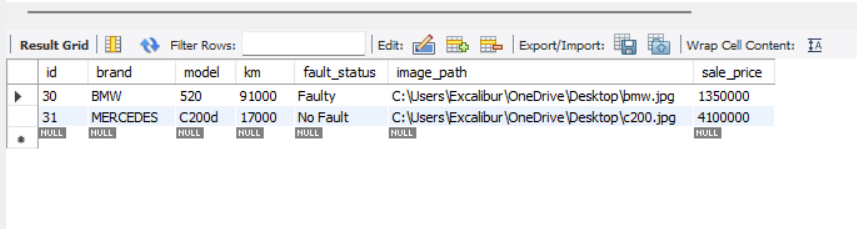 Result Grid Filter Rows: Edit: Export/Import: Wrap Cell Content: IA
id brand model km fault_status image_path sale_price
30 BMW 520 91000 Faulty C:\Users\Excalibur\OneDrive\Desktop\bmw.jpg 1350000
31 MERCEDES C200d 17000 No Fault C:\Users\Excalibur\OneDrive\Desktop\c200.jpg 4100000
NULL NULL NULL NULL NULL NULL NULL